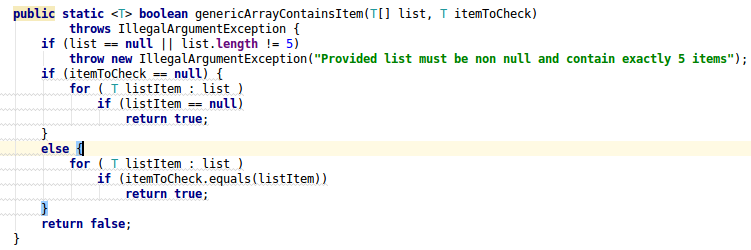 public static <T> boolean genericArrayContainsItem(T[] list, T itemToCheck)
throws IllegalArgumentException {
if (list == null || list.length != 5)
throw new IllegalArgumentException("Provided list must be non null and contain exactly 5 items");
if (itemToCheck == null) {
for ( T listItem : list )
if (listItem == null)
return true;
}
else {
for ( T listItem : list )
if (itemToCheck.equals(listItem))
return true;
}
return false;
}